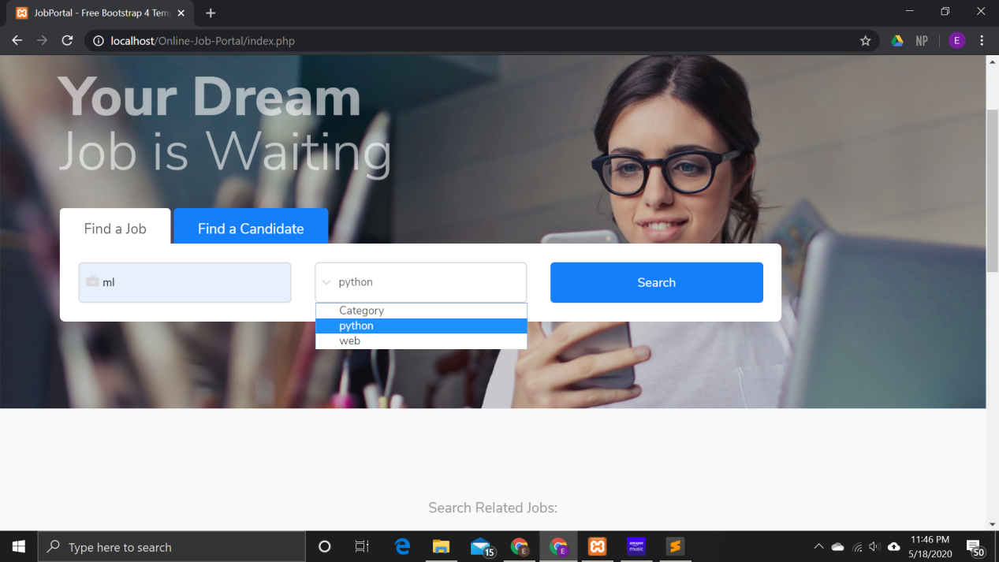 JobPortal - Free Bootstrap 4 Tem
localhost/Online-Job-Portal/index.php
NP
E
Your Dream
Job is Waiting
Find a Job
Find a Candidate
ml
python
Search
Category
python
web
Search Related Jobs:
Type here to search
15
E
E
amazon
music
11:46 PM
5/18/2020
50